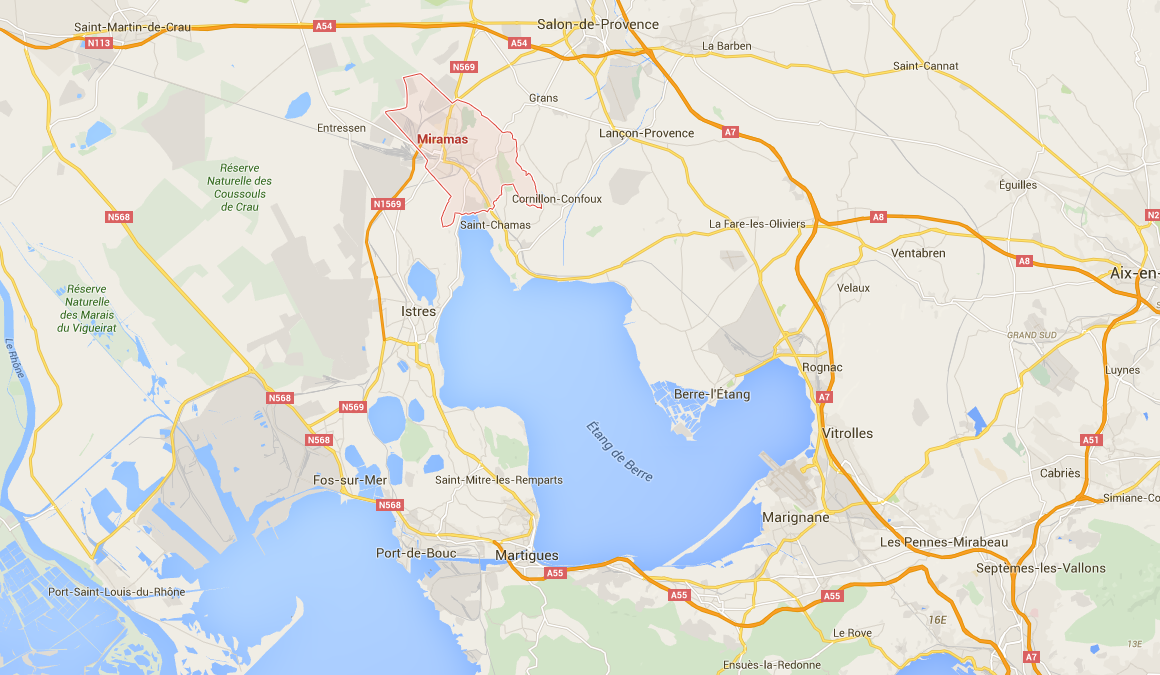 Saint-Martin-de-Crau
N113
A54
Salon-de-Provence
A54
La Barben
Saint-Cannat
N569
Grans
Entressen
Miramas
Lançon-Provence
A7
Réserve
Naturelle des
Coussouls
de Crau
Éguilles
N568
N1569
Cornillon-Confoux
Saint-Chamas
La Fare-les-Oliviers
A8
N2
Ventabren
A8
Aix-en-
Réserve
Naturelle
des Marais
du Vigueirat
Velaux
Istres
GRAND SUD
Le Rhône
Rognac
Luynes
N568
N569
Berre-l'Étang
A7
N568
Étang de Berre
Vitrolles
A51
Fos-sur-Mer
Saint-Mitre-les-Remparts
Cabriès
N568
Simiane-Co
Marignane
Port-de-Bouc
Martigues
Les Pennes-Mirabeau
A55
Septèmes-les-Vallons
Port-Saint-Louis-du-Rhône
A55
A55
16E
Le Rove
13E
Ensuès-la-Redonne
A7